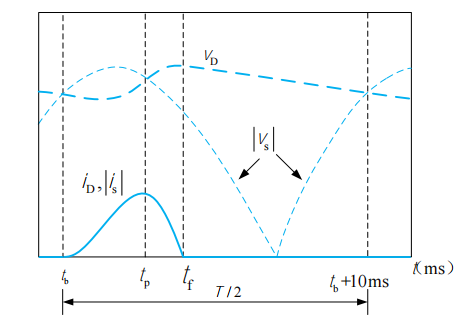 V_D
|V_s|
i_D,|i_s|
t_b t_p t_f t_b+10ms t(ms)
T/2